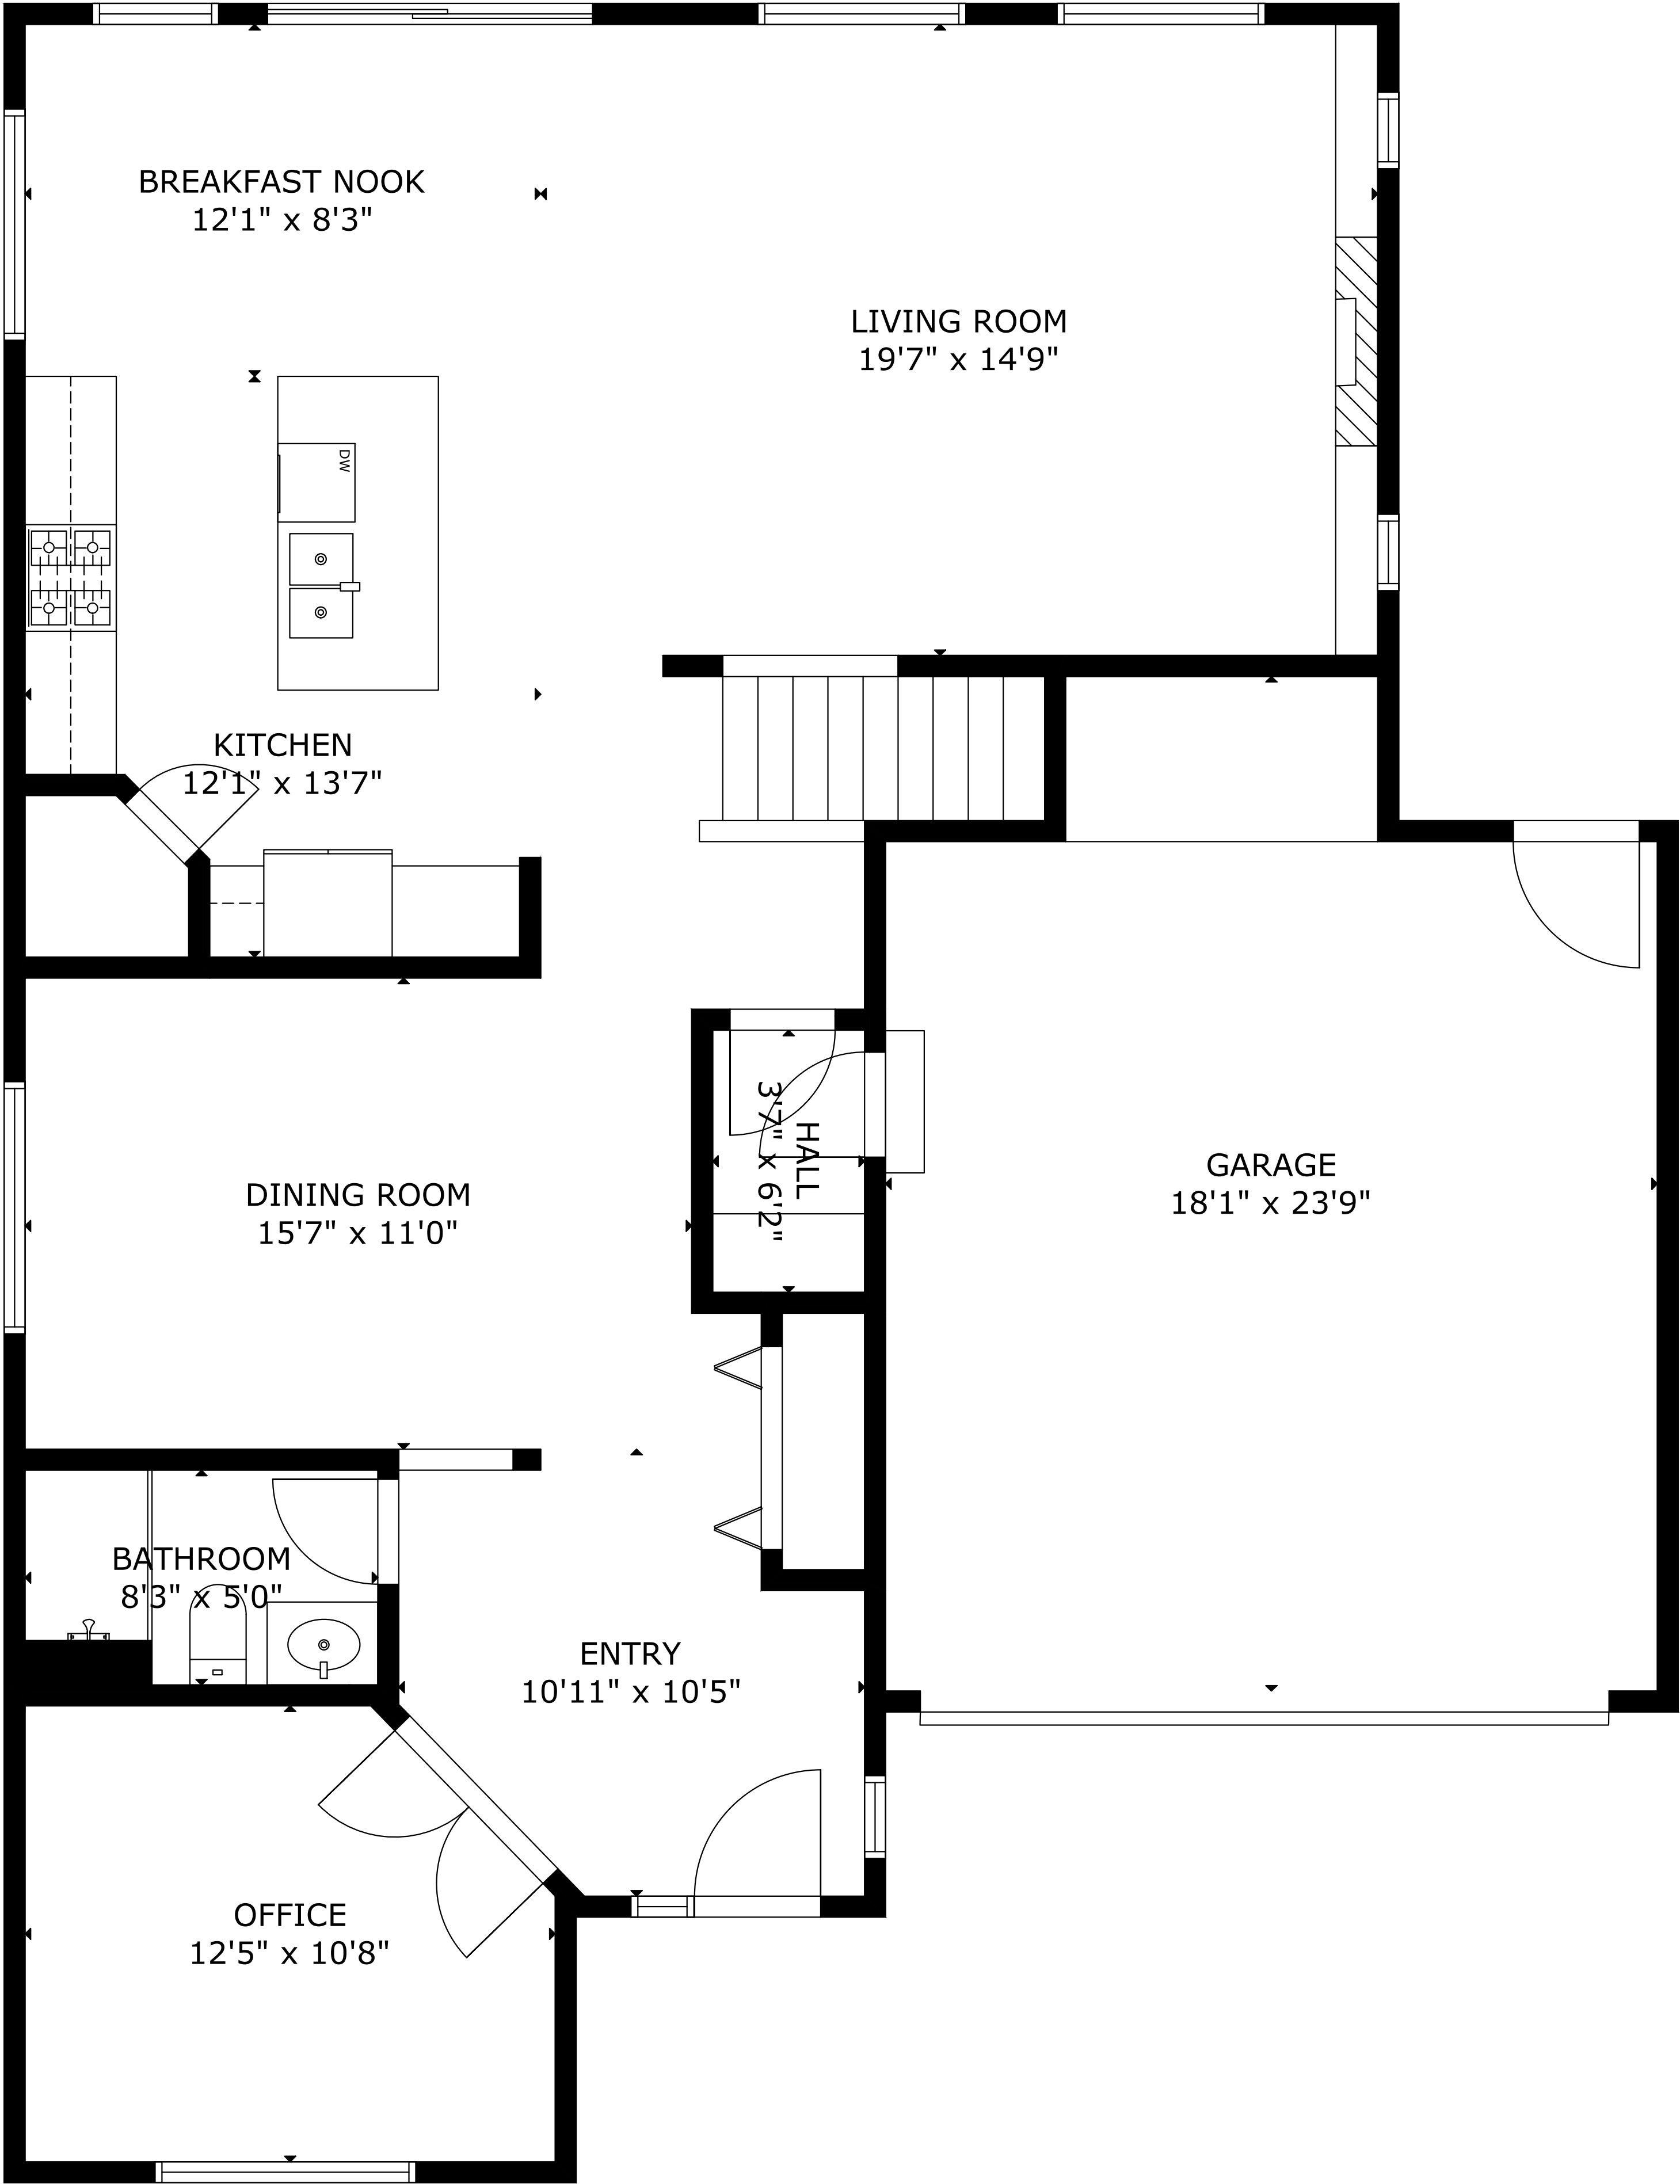 BREAKFAST NOOK
12'1" x 8'3"
LIVING ROOM
19'7" x 14'9"
DW
KITCHEN
12'1" x 13'7"
HALL
3'7" x 6'2"
GARAGE
18'1" x 23'9"
DINING ROOM
15'7" x 11'0"
BATHROOM
8'3" x 5'0"
ENTRY
10'11" x 10'5"
OFFICE
12'5" x 10'8"